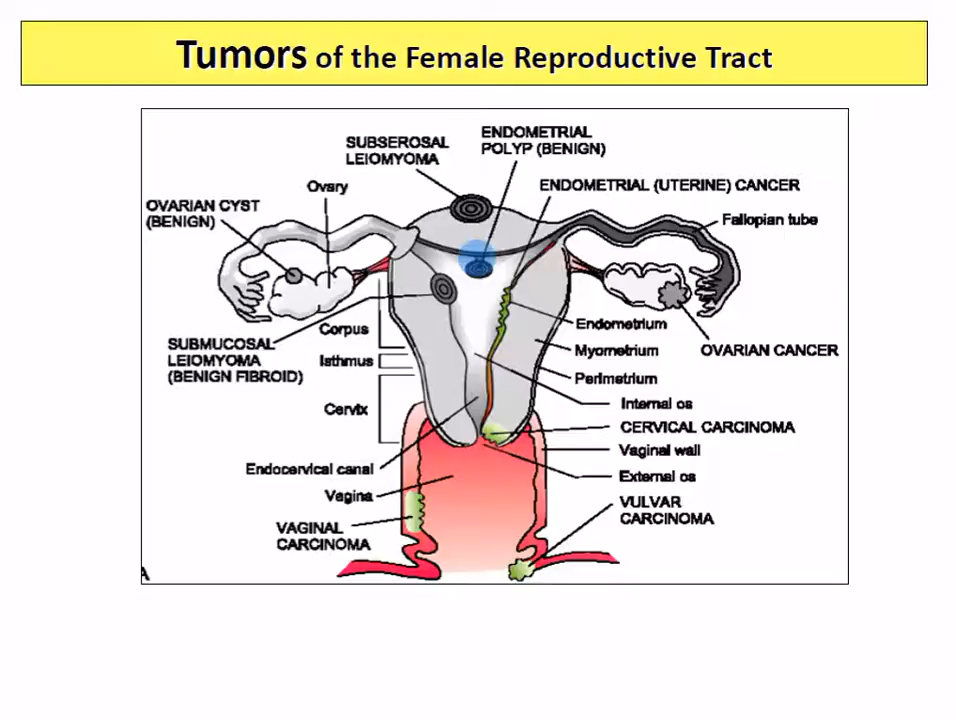 Tumors of the Female Reproductive Tract
ENDOMETRIAL
POLYP (BENIGN)
SUBSEROSAL
LEIOMYOMA
ENDOMETRIAL (UTERINE) CANCER
Ovary
OVARIAN CYST
(BENIGN)
Fallopian tube
Corpus
Endometrium
SUBMUCOSAL
LEIOMYOMA
(BENIGN FIBROID)
Myometrium
OVARIAN CANCER
Isthmus
Perimetrium
Cervix
Internal os
CERVICAL CARCINOMA
Vaginal wall
Endocervical canal
External os
Vagina
VULVAR
CARCINOMA
VAGINAL
CARCINOMA
A